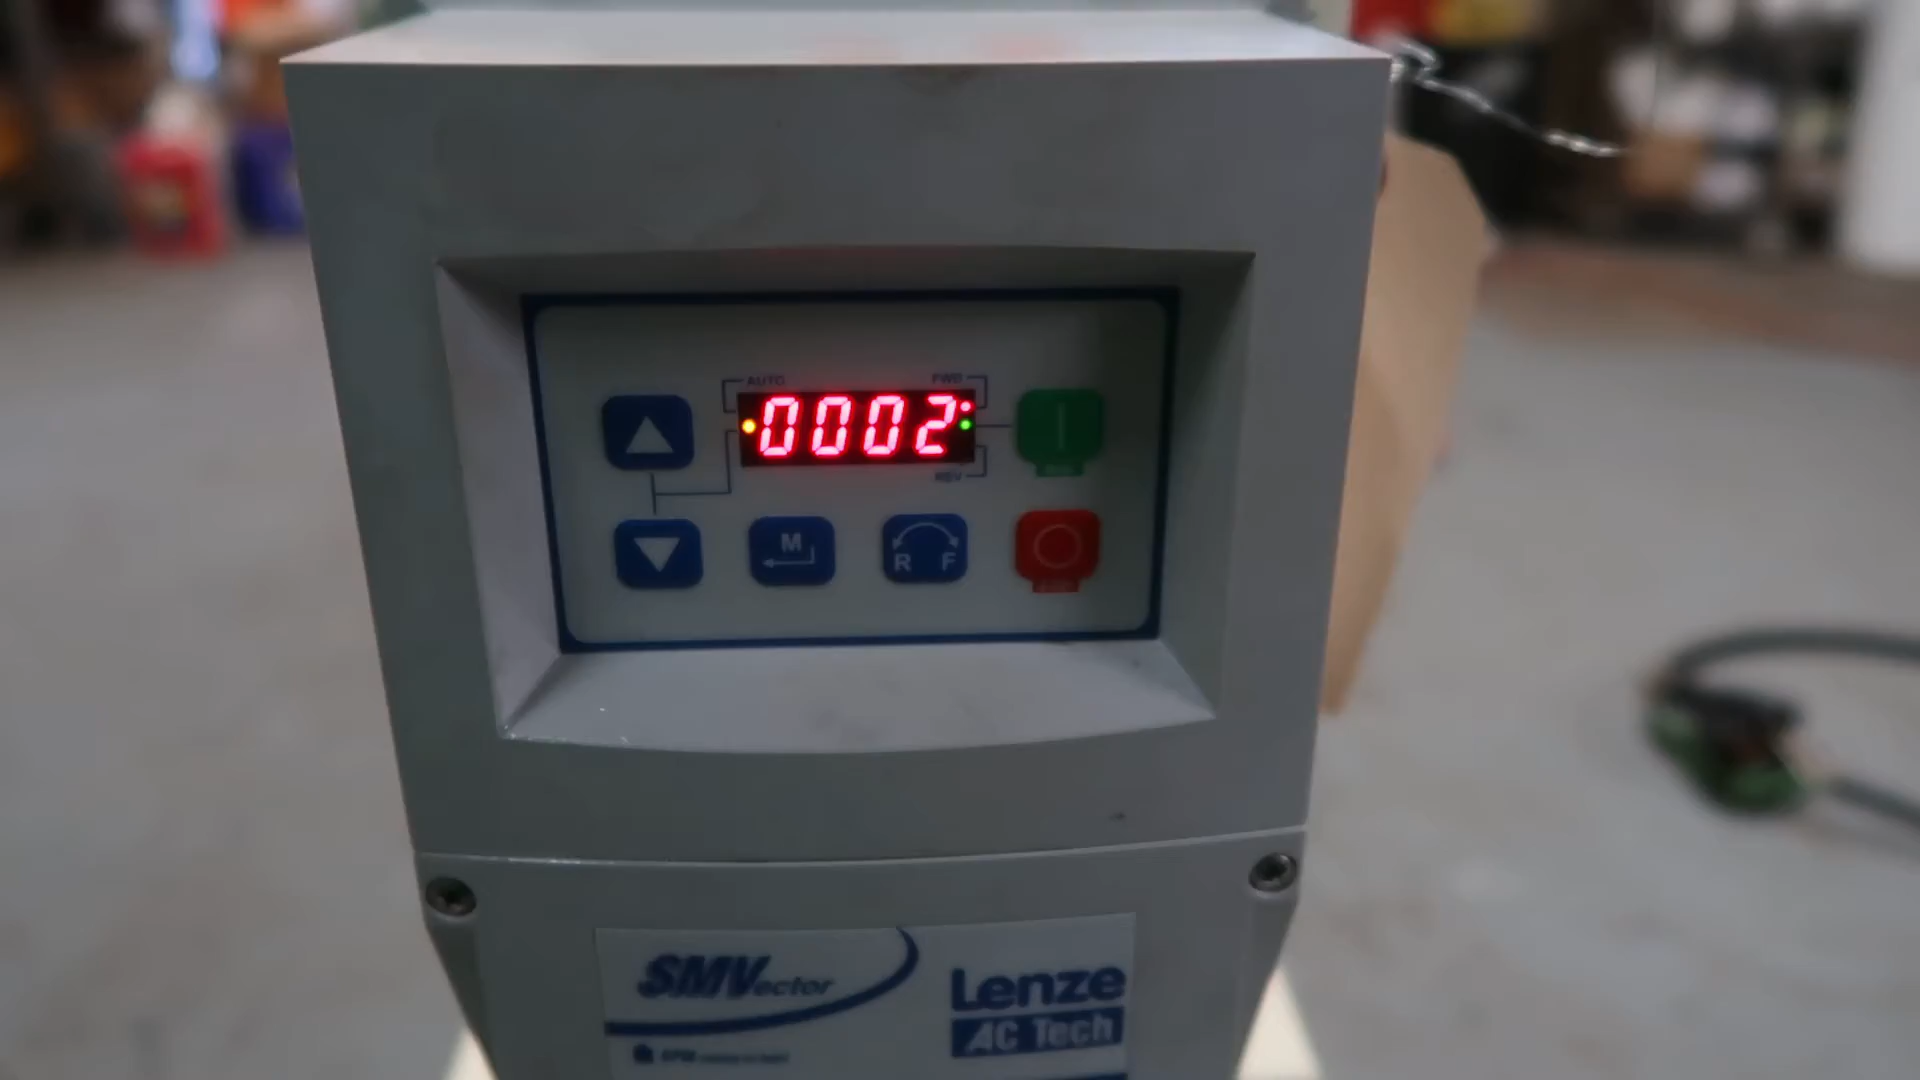 AUTO FWD
0002
REV
M
R F
SMVector
Lenze
AC Tech